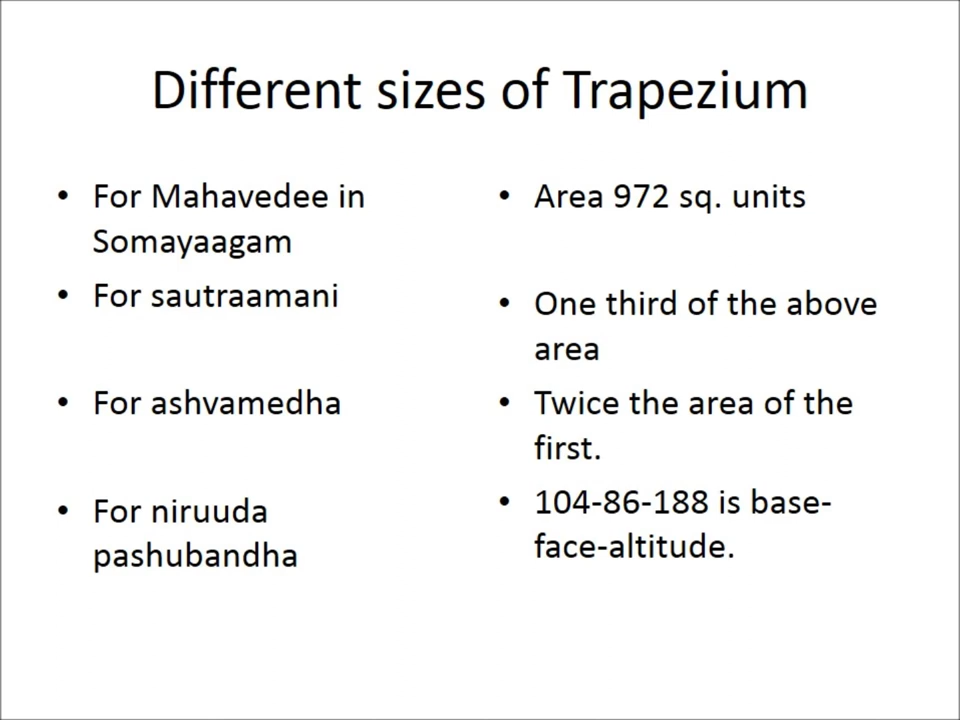 Different sizes of Trapezium
• For Mahavedee in
Somayaagam
• For sautraamani
• For ashvamedha
• For niruuda
pashubandha
• Area 972 sq. units
• One third of the above
area
• Twice the area of the
first.
• 104-86-188 is base-
face-altitude.